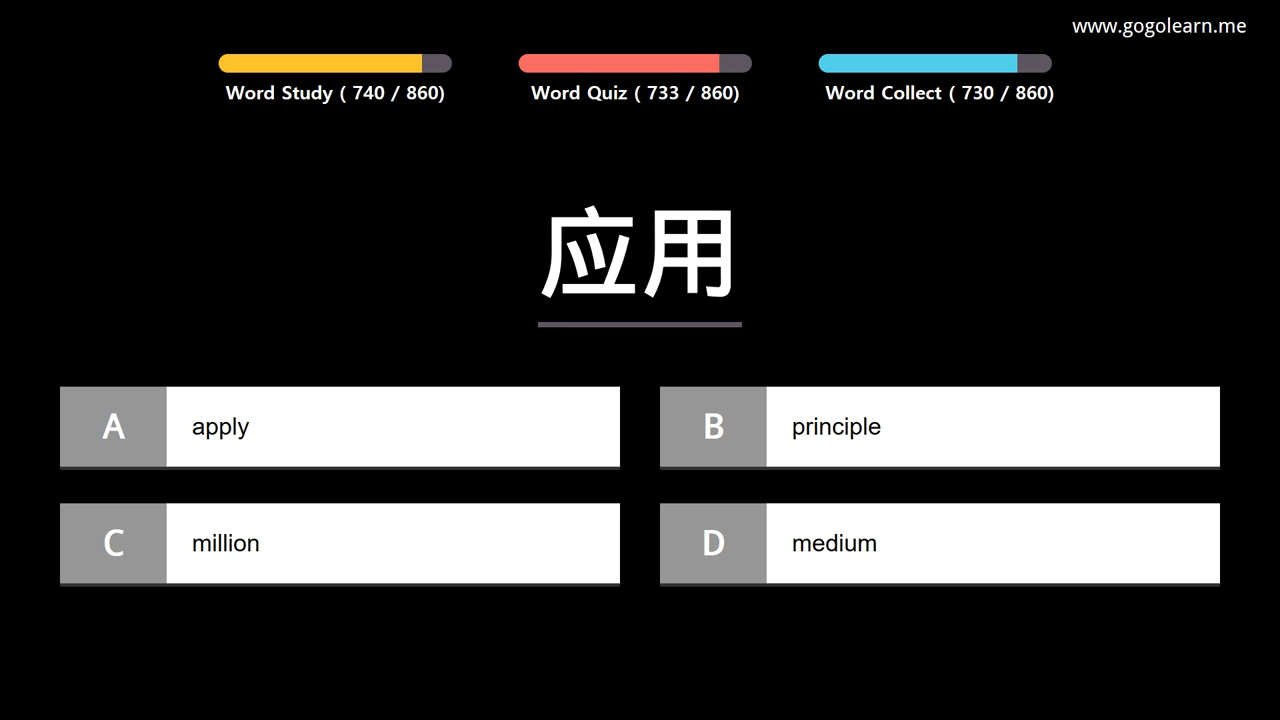 www.gogolearn.me
Word Study ( 740 / 860)
Word Quiz ( 733 / 860)
Word Collect ( 730 / 860)
应用
A apply
B principle
C million
D medium